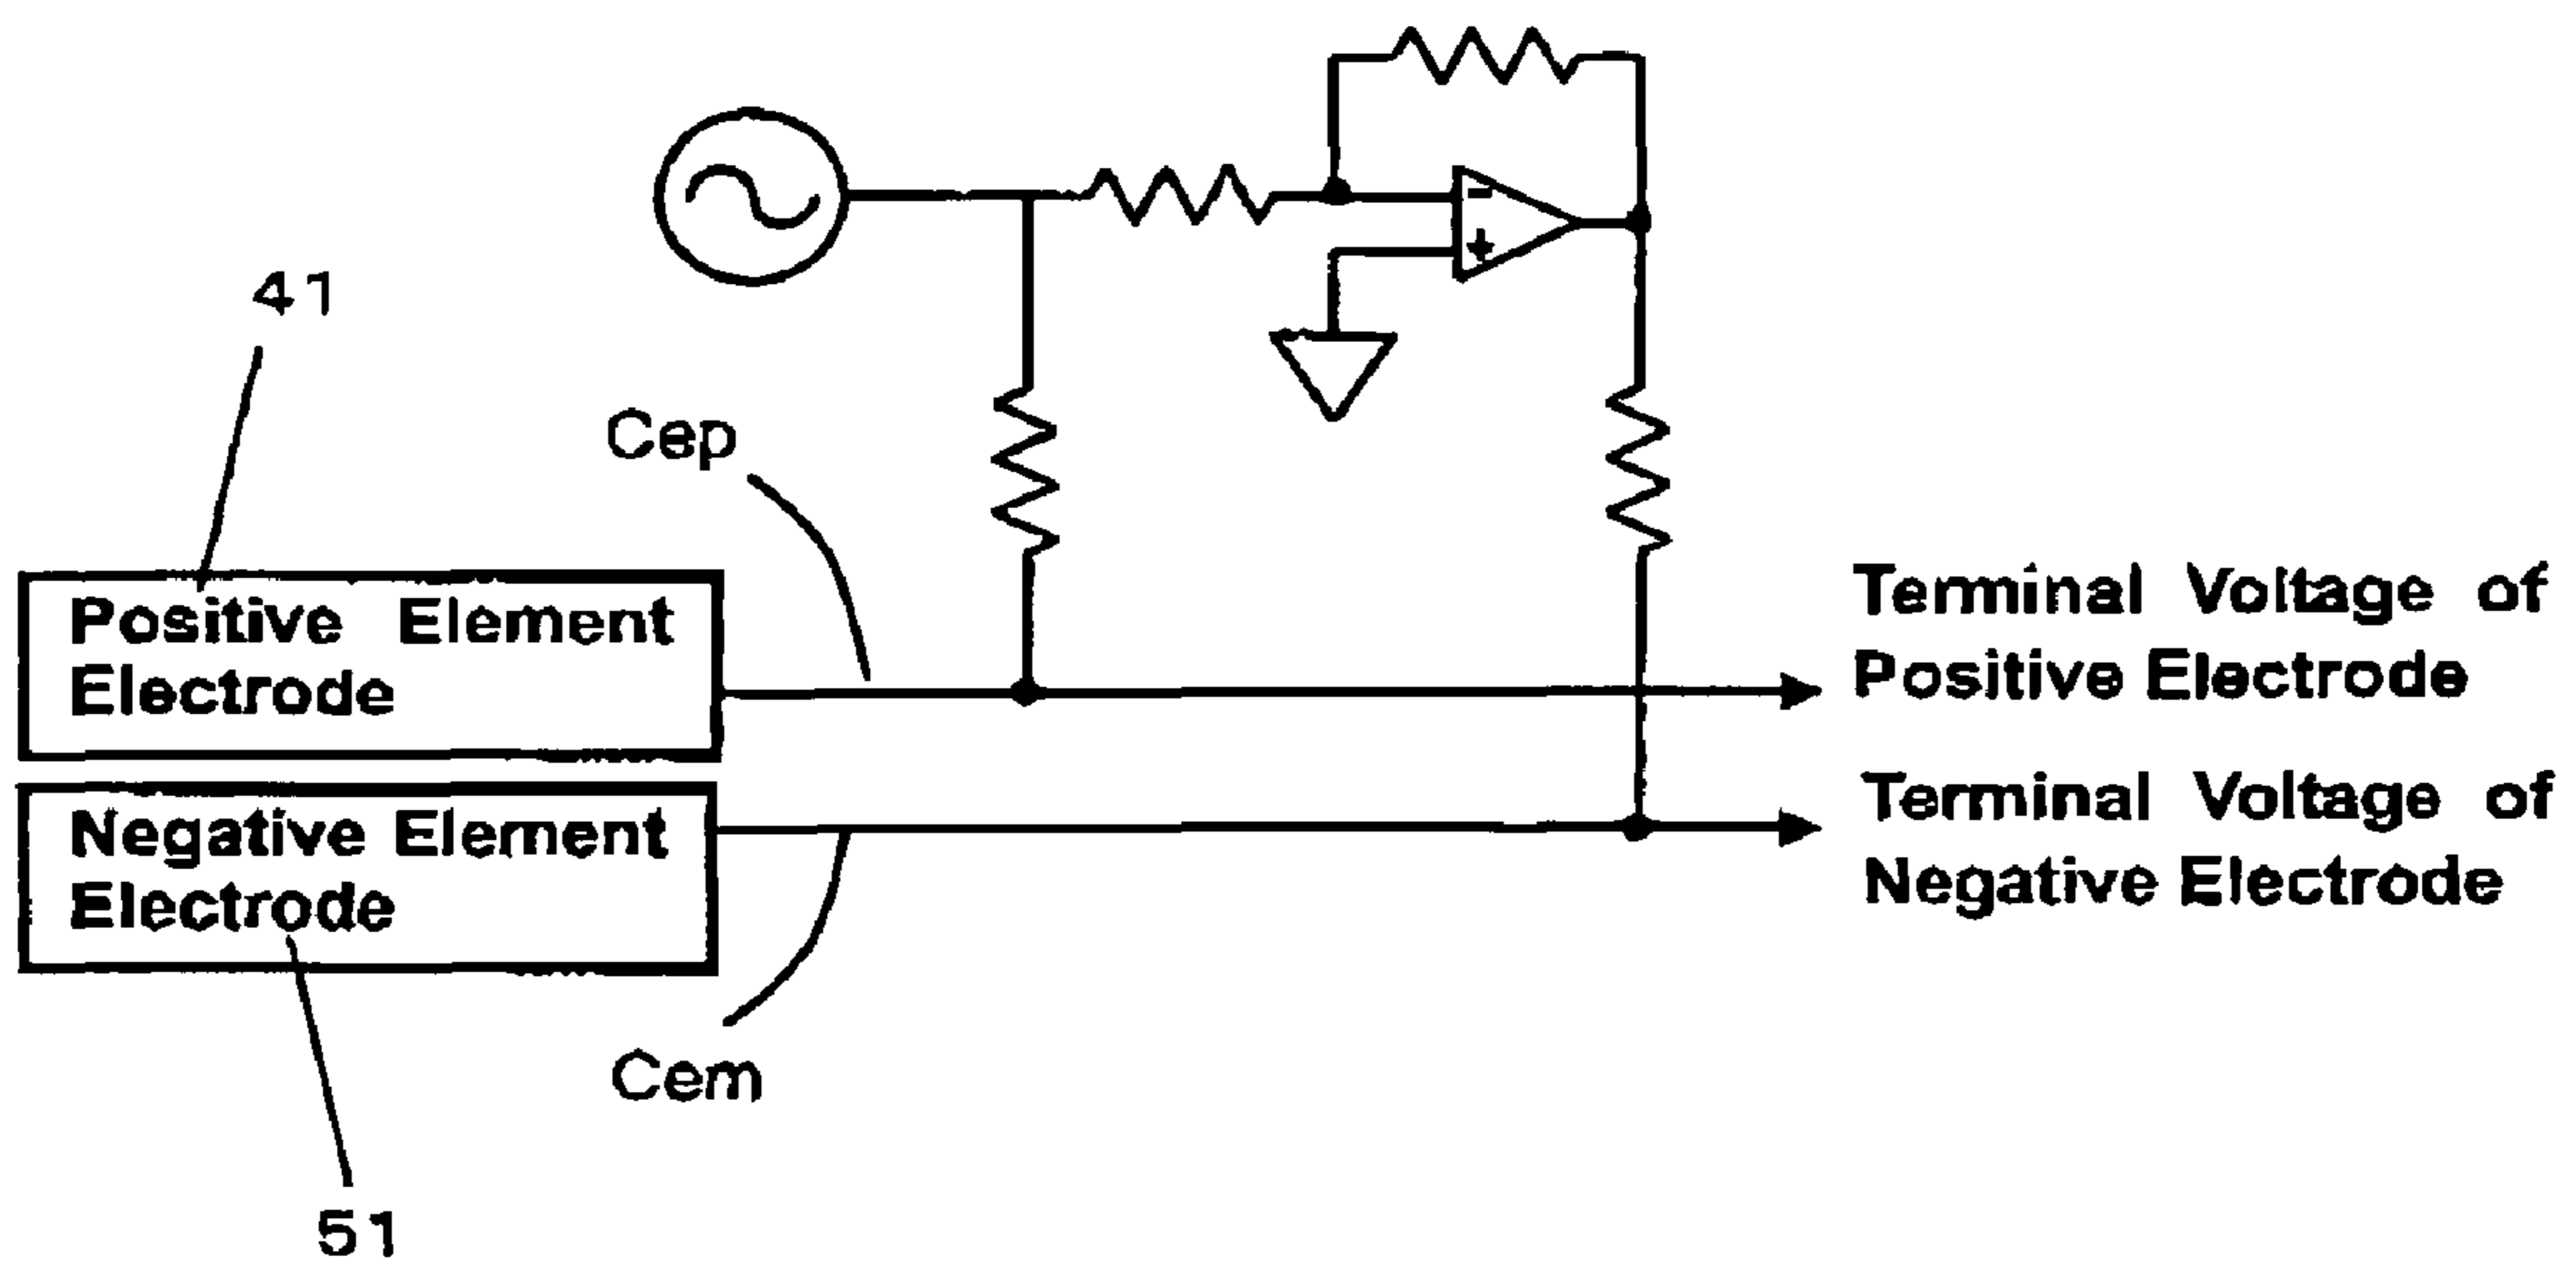 41
Cep
Positive Element
Electrode
Terminal Voltage of
Positive Electrode
Negative Element
Electrode
Terminal Voltage of
Negative Electrode
Cem
51